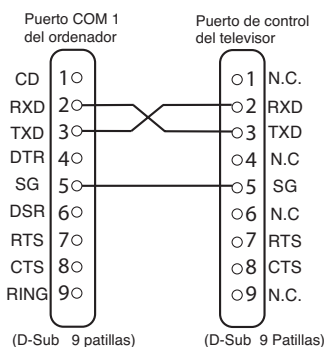 Puerto COM 1
del ordenador
Puerto de control
del televisor
CD 1 1 N.C.
RXD 2 2 RXD
TXD 3 3 TXD
DTR 4 4 N.C
SG 5 5 SG
DSR 6 6 N.C
RTS 7 7 RTS
CTS 8 8 CTS
RING 9 9 N.C.
(D-Sub 9 patillas) (D-Sub 9 Patillas)